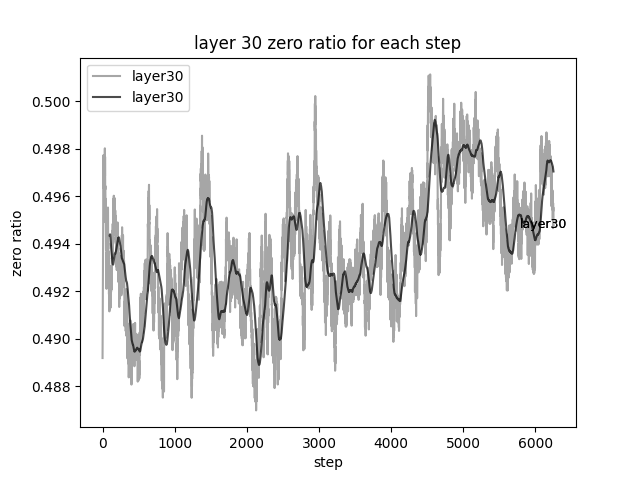 layer 30 zero ratio for each step
layer30
layer30
0.500
0.498
0.496
0.494
0.492
0.490
0.488
zero ratio
layer30
0 1000 2000 3000 4000 5000 6000
step